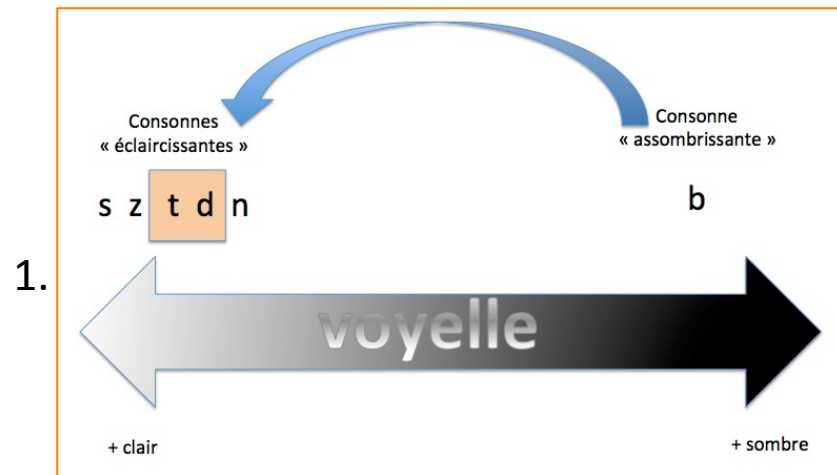 Consonnes
« éclaircissantes »
Consonne
« assombrissante »
s z t d n
b
1.
voyelle
+ clair
+ sombre